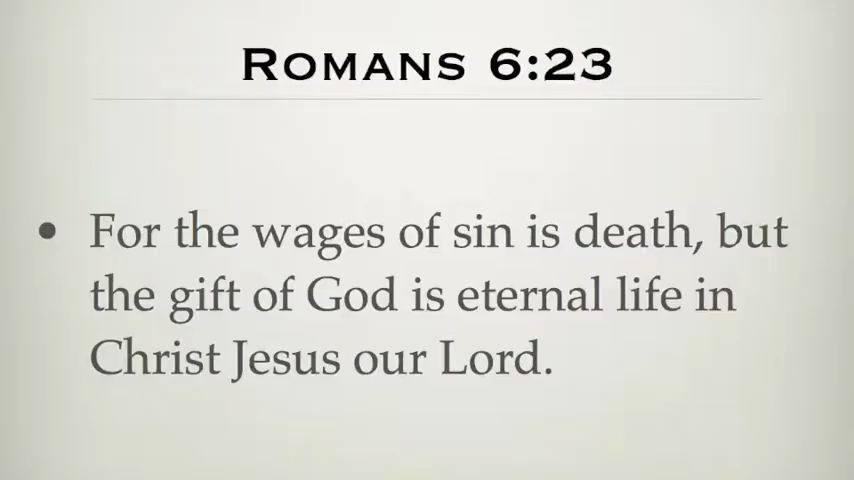 ROMANS 6:23
• For the wages of sin is death, but
the gift of God is eternal life in
Christ Jesus our Lord.